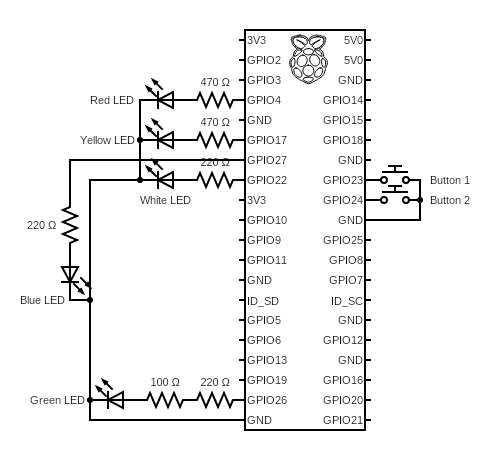 3V3 5V0
GPIO2 5V0
GPIO3 GND
470 Ω
Red LED GPIO4 GPIO14
GND GPIO15
470 Ω
Yellow LED GPIO17 GPIO18
GPIO27 GND
220 Ω
GPIO22 GPIO23 Button 1
White LED 3V3 GPIO24 Button 2
220 Ω GPIO10 GND
GPIO9 GPIO25
GPIO11 GPIO8
GND GPIO7
Blue LED ID_SD ID_SC
GPIO5 GND
GPIO6 GPIO12
GPIO13 GND
100 Ω 220 Ω GPIO19 GPIO16
Green LED GPIO26 GPIO20
GND GPIO21